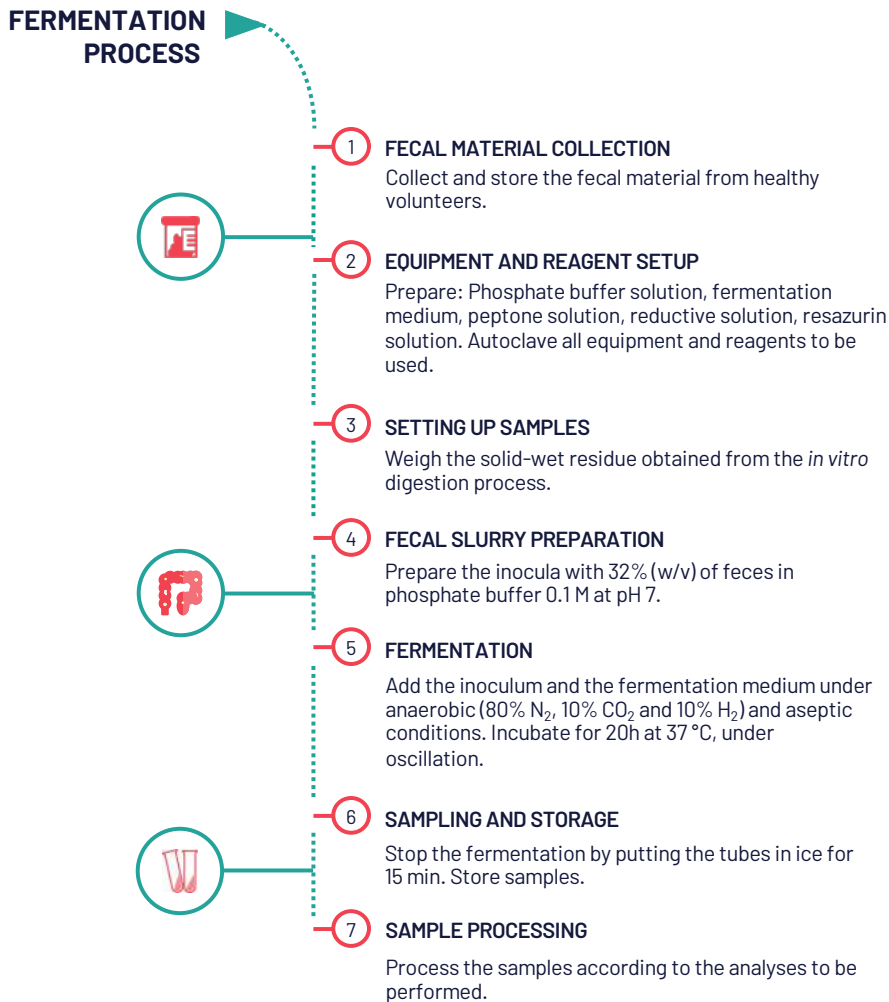 FERMENTATION
PROCESS
1
FECAL MATERIAL COLLECTION
Collect and store the fecal material from healthy
volunteers.
2
EQUIPMENT AND REAGENT SETUP
Prepare: Phosphate buffer solution, fermentation
medium, peptone solution, reductive solution, resazurin
solution. Autoclave all equipment and reagents to be
used.
3
SETTING UP SAMPLES
Weigh the solid-wet residue obtained from the in vitro
digestion process.
4
FECAL SLURRY PREPARATION
Prepare the inocula with 32% (w/v) of feces in
phosphate buffer 0.1 M at pH 7.
5
FERMENTATION
Add the inoculum and the fermentation medium under
anaerobic (80% N₂, 10% CO₂ and 10% H₂) and aseptic
conditions. Incubate for 20h at 37 °C, under
oscillation.
6
SAMPLING AND STORAGE
Stop the fermentation by putting the tubes in ice for
15 min. Store samples.
7
SAMPLE PROCESSING
Process the samples according to the analyses to be
performed.